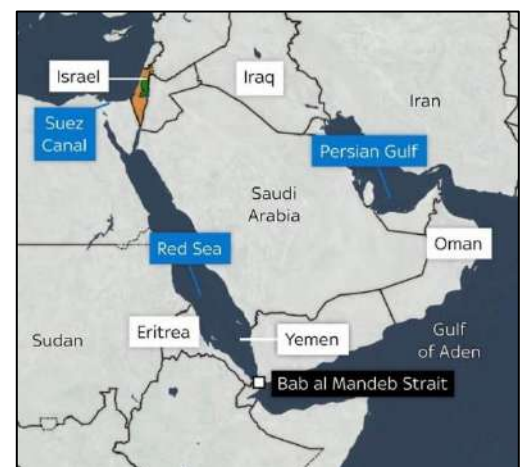 Israel
Iraq
Iran
Suez
Canal
Persian Gulf
Saudi
Arabia
Oman
Red Sea
Sudan
Eritrea
Yemen
Gulf
of Aden
Bab al Mandeb Strait